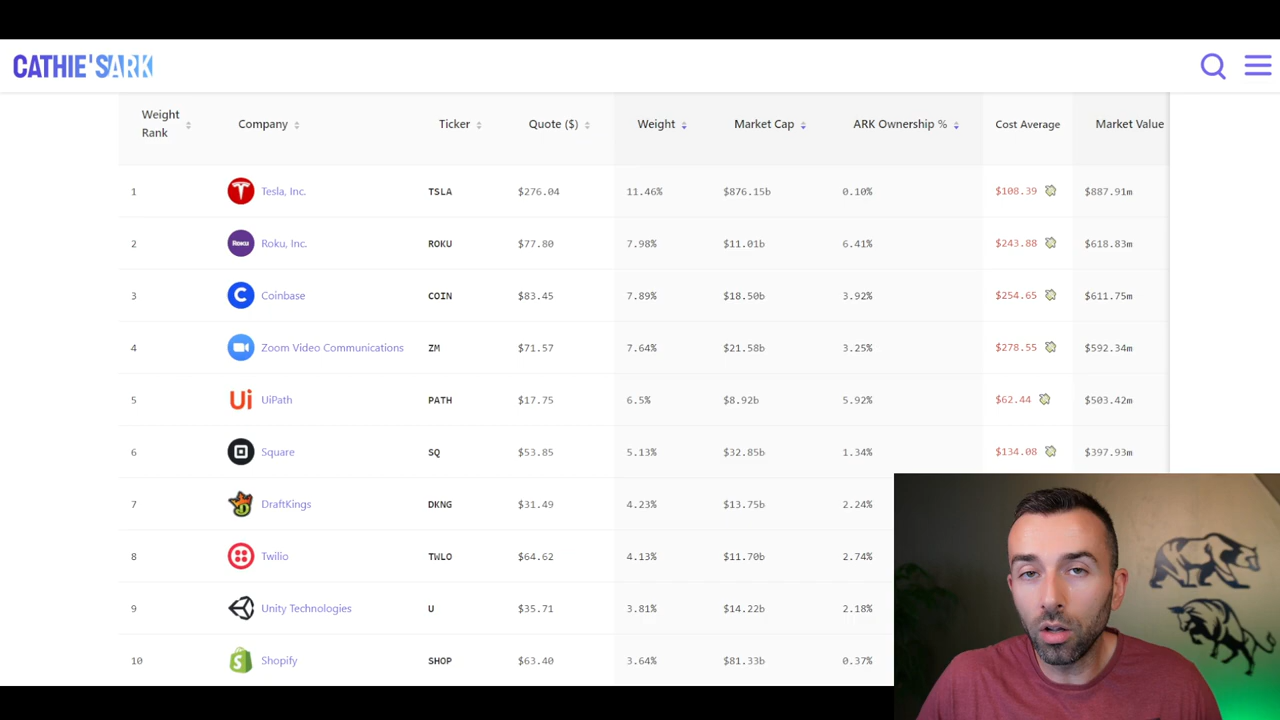 CATHIE'SARK
Weight Rank Company Ticker Quote ($) Weight Market Cap ARK Ownership % Cost Average Market Value
1 Tesla, Inc. TSLA $276.04 11.46% $876.15b 0.10% $108.39 $887.91m
2 Roku Roku, Inc. ROKU $77.80 7.98% $11.01b 6.41% $243.88 $618.83m
3 C Coinbase COIN $83.45 7.89% $18.50b 3.92% $254.65 $611.75m
4 Zoom Video Communications ZM $71.57 7.64% $21.58b 3.25% $278.55 $592.34m
5 Ui UiPath PATH $17.75 6.5% $8.92b 5.92% $62.44 $503.42m
6 Square SQ $53.85 5.13% $32.85b 1.34% $134.08 $397.93m
7 DraftKings DKNG $31.49 4.23% $13.75b 2.24%
8 Twilio TWLO $64.62 4.13% $11.70b 2.74%
9 Unity Technologies U $35.71 3.81% $14.22b 2.18%
10 Shopify SHOP $63.40 3.64% $81.33b 0.37%